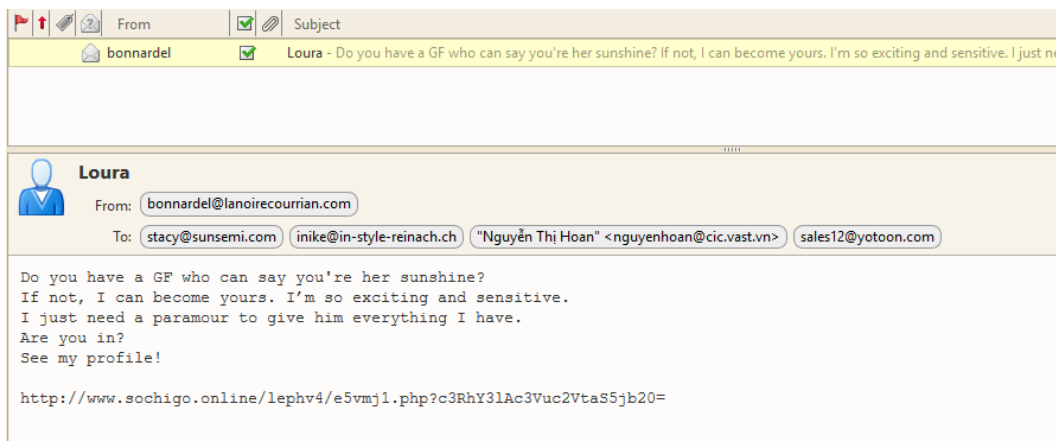 From Subject
bonnardel Loura - Do you have a GF who can say you're her sunshine? If not, I can become yours. I'm so exciting and sensitive. I just
Loura
From: bonnardel@lanoirecourrian.com
To: stacy@sunsemi.com inike@in-style-reinach.ch "Nguyễn Thị Hoan" <nguyenhoan@cic.vast.vn> sales12@yotoon.com
Do you have a GF who can say you're her sunshine?
If not, I can become yours. I’m so exciting and sensitive.
I just need a paramour to give him everything I have.
Are you in?
See my profile!
http://www.sochigo.online/lephv4/e5vmj1.php?c3RhY3lAc3Vuc2VtaS5jb20=